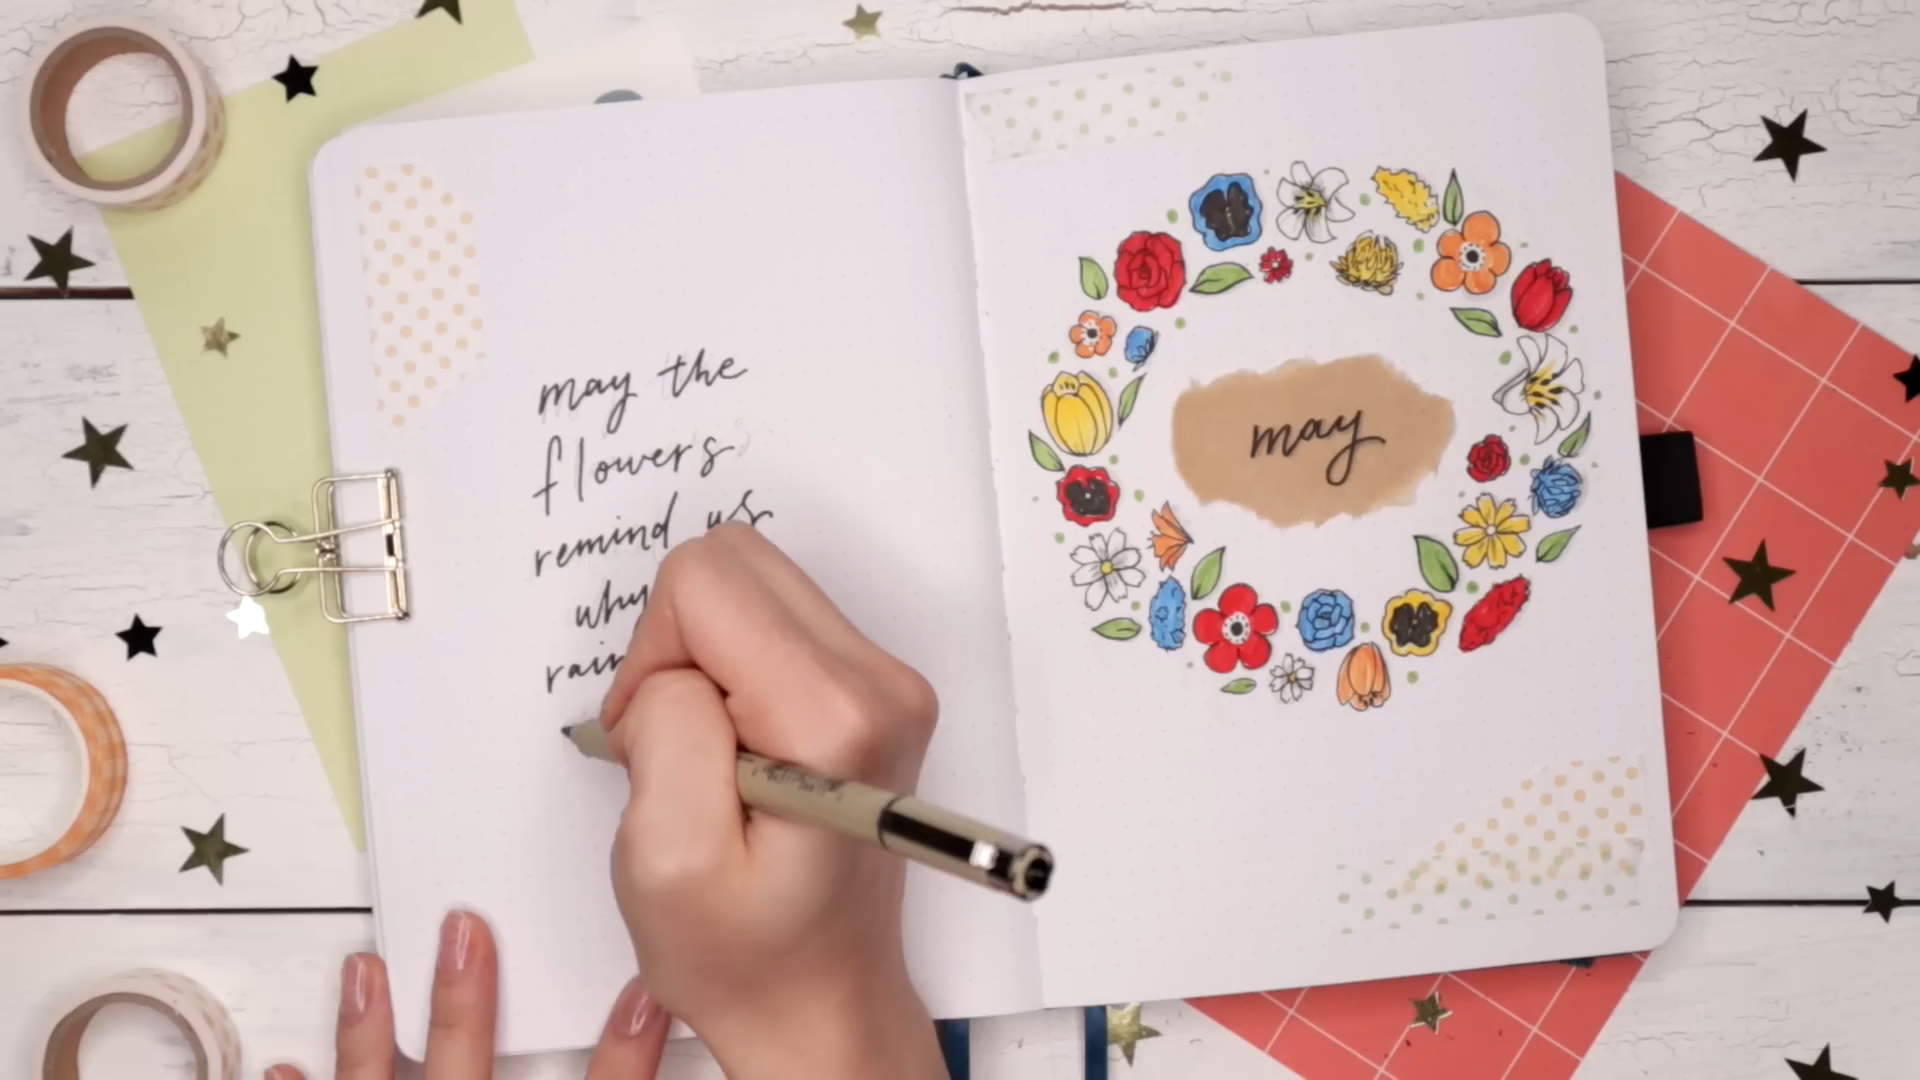 may the
flowers
remind us
why
may